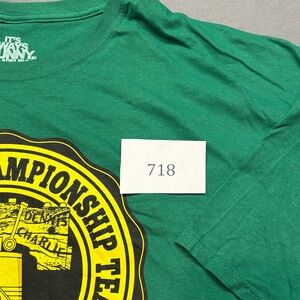 IT'S
ALWAYS
SUNNY
718
CHAMPIONSHIP TEA
DENNIS
CHARLIE